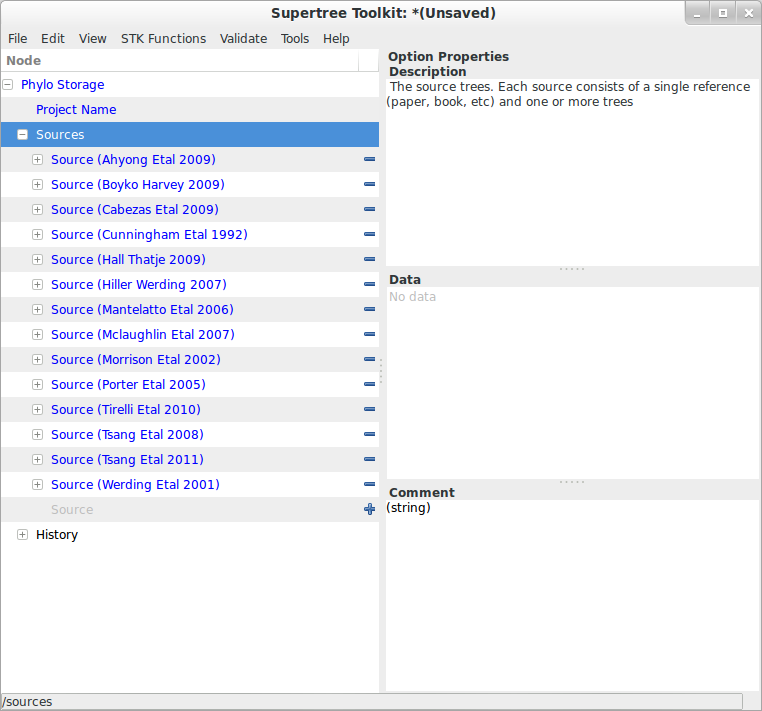 Supertree Toolkit: *(Unsaved)
File Edit View STK Functions Validate Tools Help
Node
Phylo Storage
Project Name
Sources
Source (Ahyong Etal 2009)
Source (Boyko Harvey 2009)
Source (Cabezas Etal 2009)
Source (Cunningham Etal 1992)
Source (Hall Thatje 2009)
Source (Hiller Werding 2007)
Source (Mantelatto Etal 2006)
Source (Mclaughlin Etal 2007)
Source (Morrison Etal 2002)
Source (Porter Etal 2005)
Source (Tirelli Etal 2010)
Source (Tsang Etal 2008)
Source (Tsang Etal 2011)
Source (Werding Etal 2001)
Source
History
Option Properties
Description
The source trees. Each source consists of a single reference
(paper, book, etc) and one or more trees
Data
No data
Comment
(string)
/sources